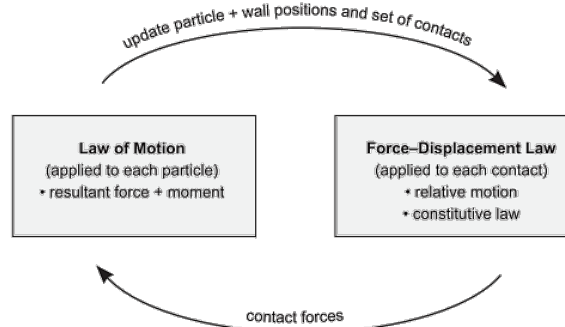 update particle + wall positions and set of contacts
Law of Motion
(applied to each particle)
• resultant force + moment
Force–Displacement Law
(applied to each contact)
• relative motion
• constitutive law
contact forces